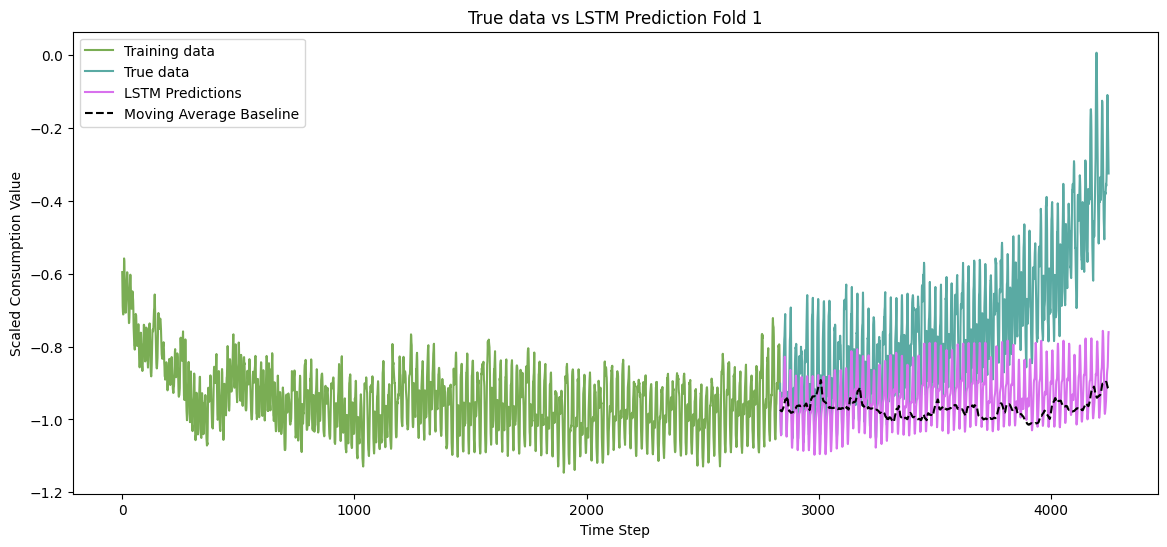 True data vs LSTM Prediction Fold 1
Training data
True data
LSTM Predictions
Moving Average Baseline
Scaled Consumption Value
0.0
−0.2
−0.4
−0.6
−0.8
−1.0
−1.2
0 1000 2000 3000 4000
Time Step